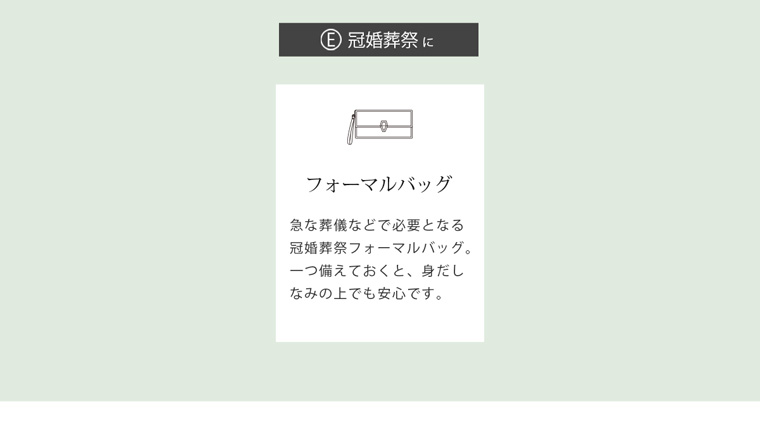 Ⓔ 冠婚葬祭 に
フォーマルバッグ
急な葬儀などで必要となる
冠婚葬祭フォーマルバッグ。
一つ備えておくと、身だし
なみの上でも安心です。